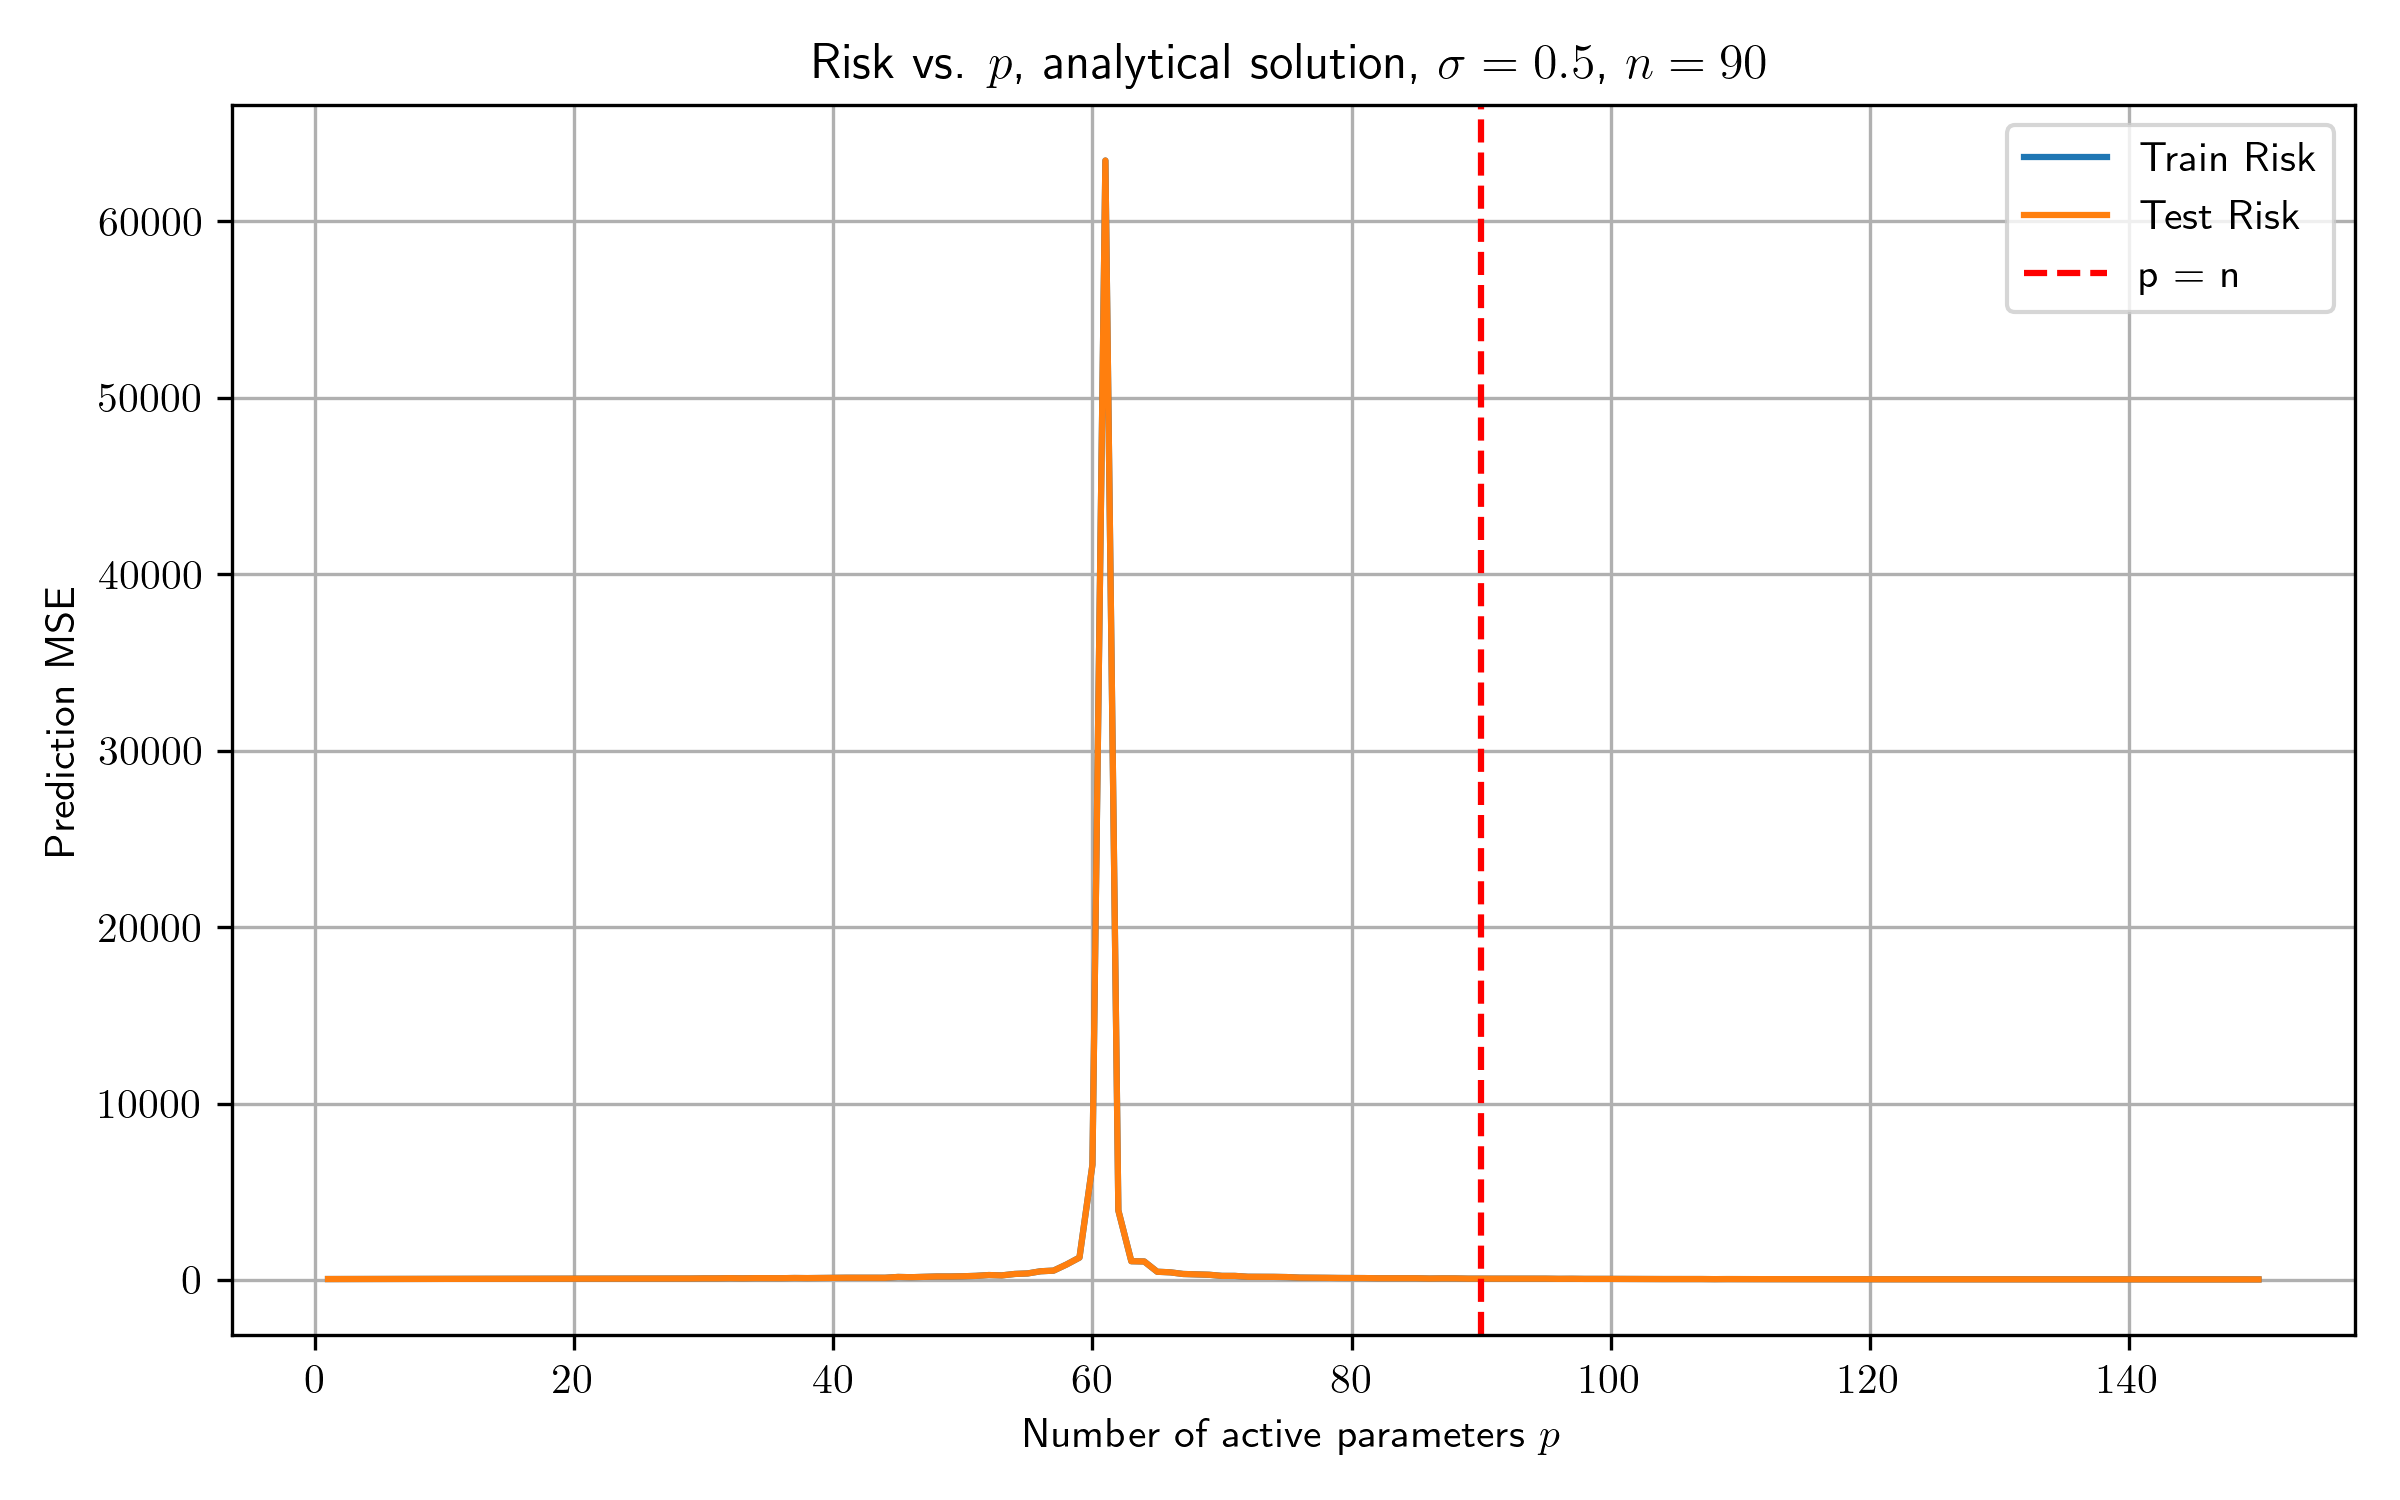 Risk vs. p, analytical solution, σ = 0.5, n = 90
Train Risk
Test Risk
p = n
Prediction MSE
60000
50000
40000
30000
20000
10000
0
0 20 40 60 80 100 120 140
Number of active parameters p